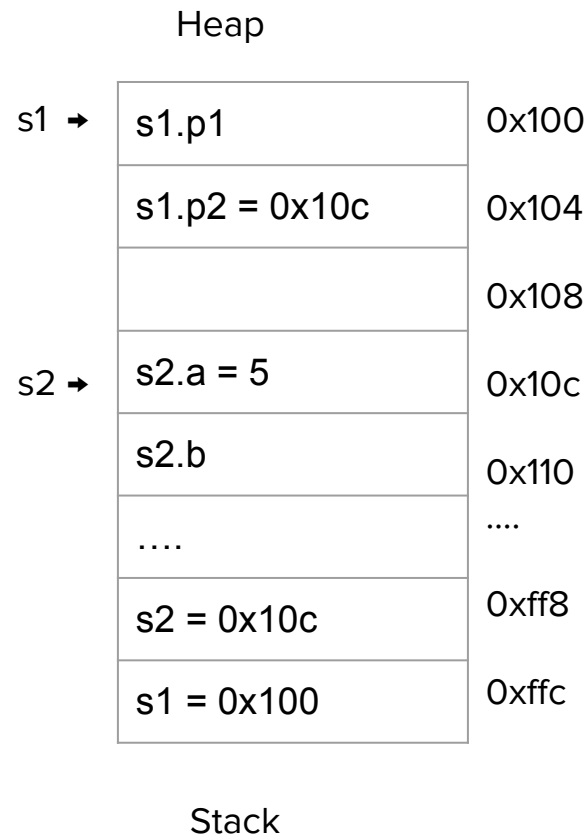 Heap
s1 → s1.p1 0x100
s1.p2 = 0x10c 0x104
0x108
s2 → s2.a = 5 0x10c
s2.b 0x110
.... ....
s2 = 0x10c 0xff8
s1 = 0x100 0xffc
Stack